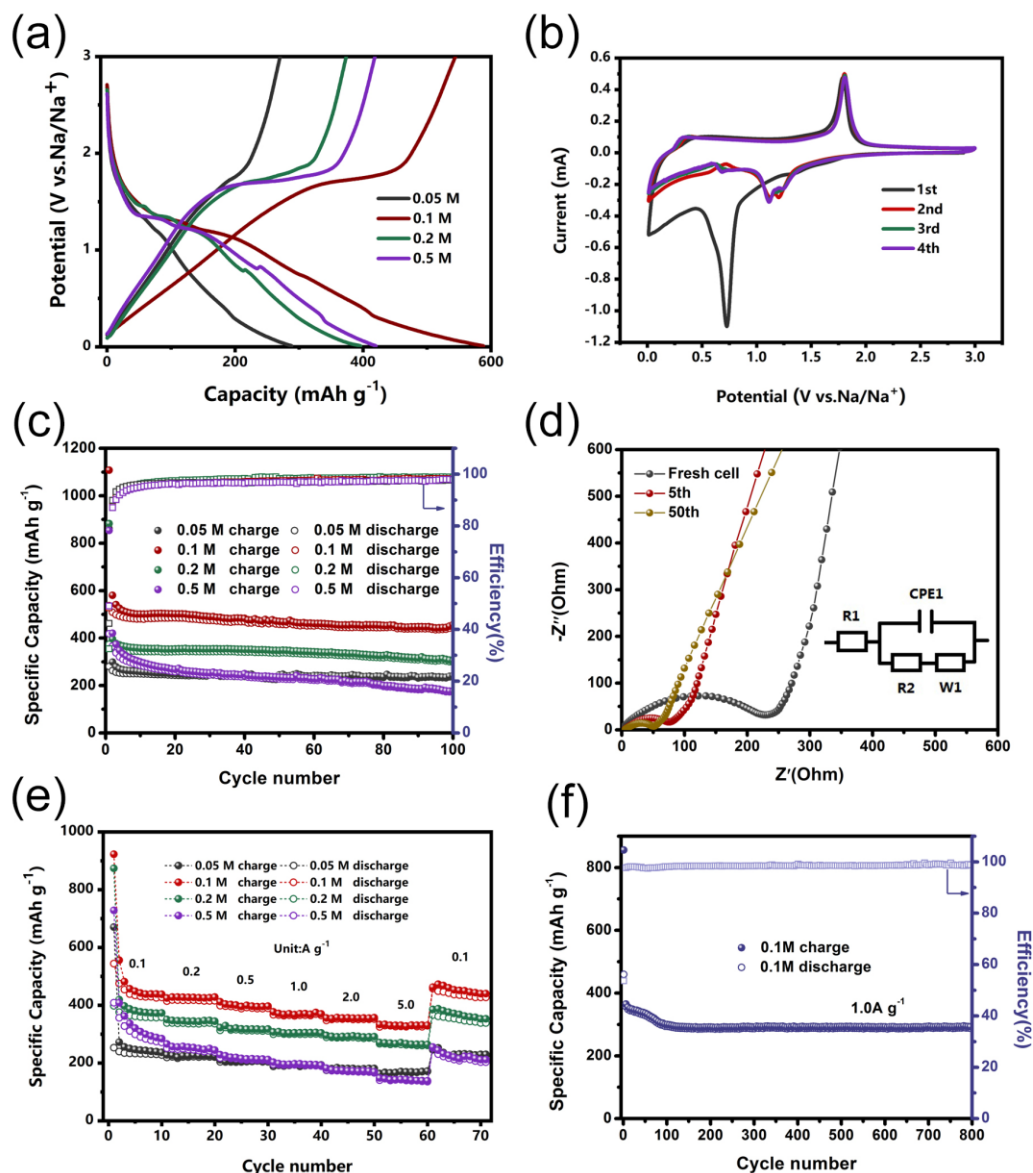 (a)
3
2
1
0
Potential (V vs.Na/Na⁺)
0.05 M
0.1 M
0.2 M
0.5 M
0 200 400 600
Capacity (mAh g⁻¹)
(b)
0.6
0.4
0.2
0.0
-0.2
-0.4
-0.6
-0.8
-1.0
-1.2
Current (mA)
1st
2nd
3rd
4th
0.0 0.5 1.0 1.5 2.0 2.5 3.0
Potential (V vs.Na/Na⁺)
(c)
1200
1000
800
600
400
200
0
Specific Capacity (mAh g⁻¹)
0.05 M charge 0.05 M discharge
0.1 M charge 0.1 M discharge
0.2 M charge 0.2 M discharge
0.5 M charge 0.5 M discharge
100
80
60
40
20
0
Efficiency(%)
0 20 40 60 80 100
Cycle number
(d)
600
500
400
300
200
100
0
-Z''(Ohm)
Fresh cell
5th
50th
CPE1
R1
R2 W1
0 100 200 300 400 500 600
Z'(Ohm)
(e)
1000
800
600
400
200
0
Specific Capacity (mAh g⁻¹)
0.05 M charge 0.05 M discharge
0.1 M charge 0.1 M discharge
0.2 M charge 0.2 M discharge
0.5 M charge 0.5 M discharge
Unit:A g⁻¹
0.1 0.2 0.5 1.0 2.0 5.0 0.1
0 10 20 30 40 50 60 70
Cycle number
(f)
800
600
400
200
0
Specific Capacity (mAh g⁻¹)
0.1M charge
0.1M discharge
1.0A g⁻¹
100
80
60
40
20
0
Efficiency(%)
0 100 200 300 400 500 600 700 800
Cycle number